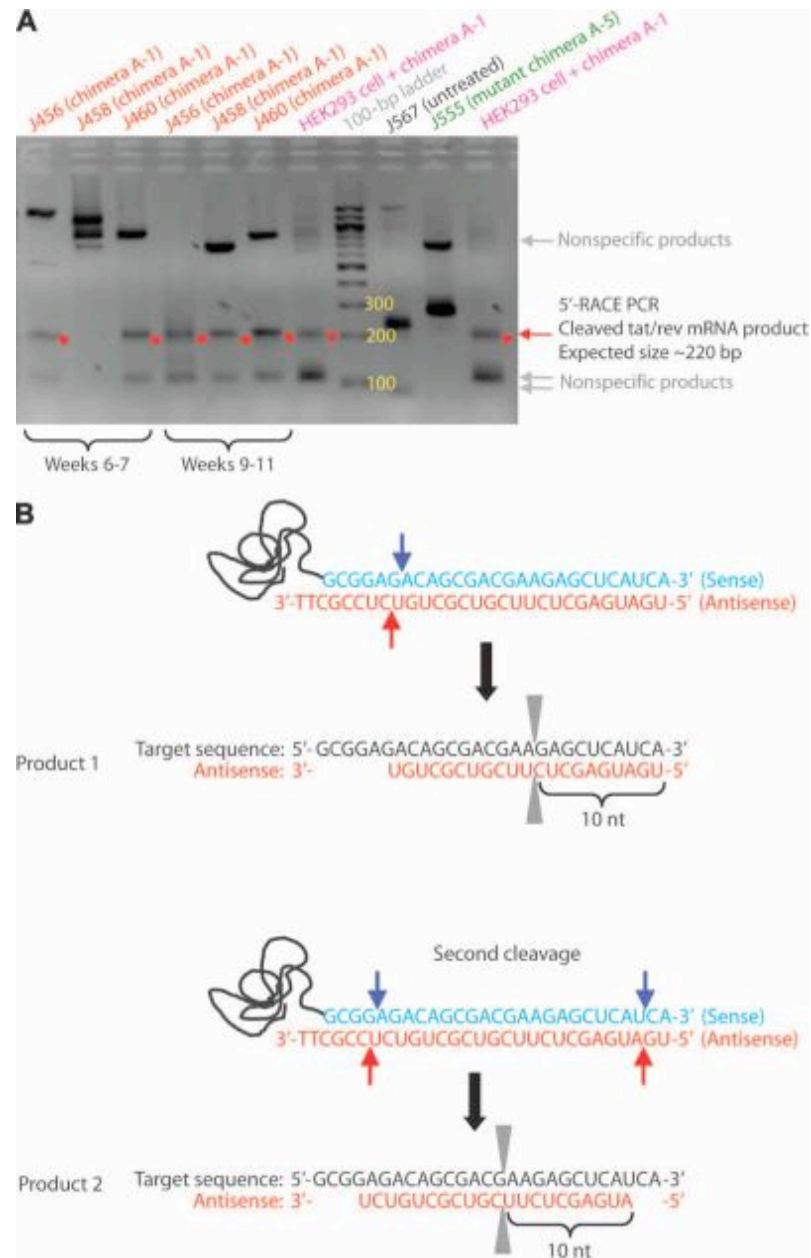 A
J456 (chimera A-1)
J458 (chimera A-1)
J460 (chimera A-1)
J456 (chimera A-1)
J458 (chimera A-1)
J460 (chimera A-1)
HEK293 cell + chimera A-1
100-bp ladder
J567 (untreated)
J555 (mutant chimera A-5)
HEK293 cell + chimera A-1
Nonspecific products
300
5’-RACE PCR
200
Cleaved tat/rev mRNA product
Expected size ~220 bp
100
Nonspecific products
Weeks 6-7
Weeks 9-11
B
GCGGAGACAGCGACGAAGAGCUCAUCA-3’ (Sense)
3’-TTCGCCUCUGUCGCUGCUUCUCGAGUAGU-5’ (Antisense)
Product 1
Target sequence: 5’- GCGGAGACAGCGACGAAGAGCUCAUCA-3’
Antisense: 3’- UGUCGCUGCUUCUCGAGUAGU-5’
10 nt
Second cleavage
GCGGAGACAGCGACGAAGAGCUCAUCA-3’ (Sense)
3’-TTCGCCUCUGUCGCUGCUUCUCGAGUAGU-5’ (Antisense)
Product 2
Target sequence: 5’-GCGGAGACAGCGACGAAGAGCUCAUCA-3’
Antisense: 3’- UCUGUCGCUGCUUCUCGAGUA -5’
10 nt